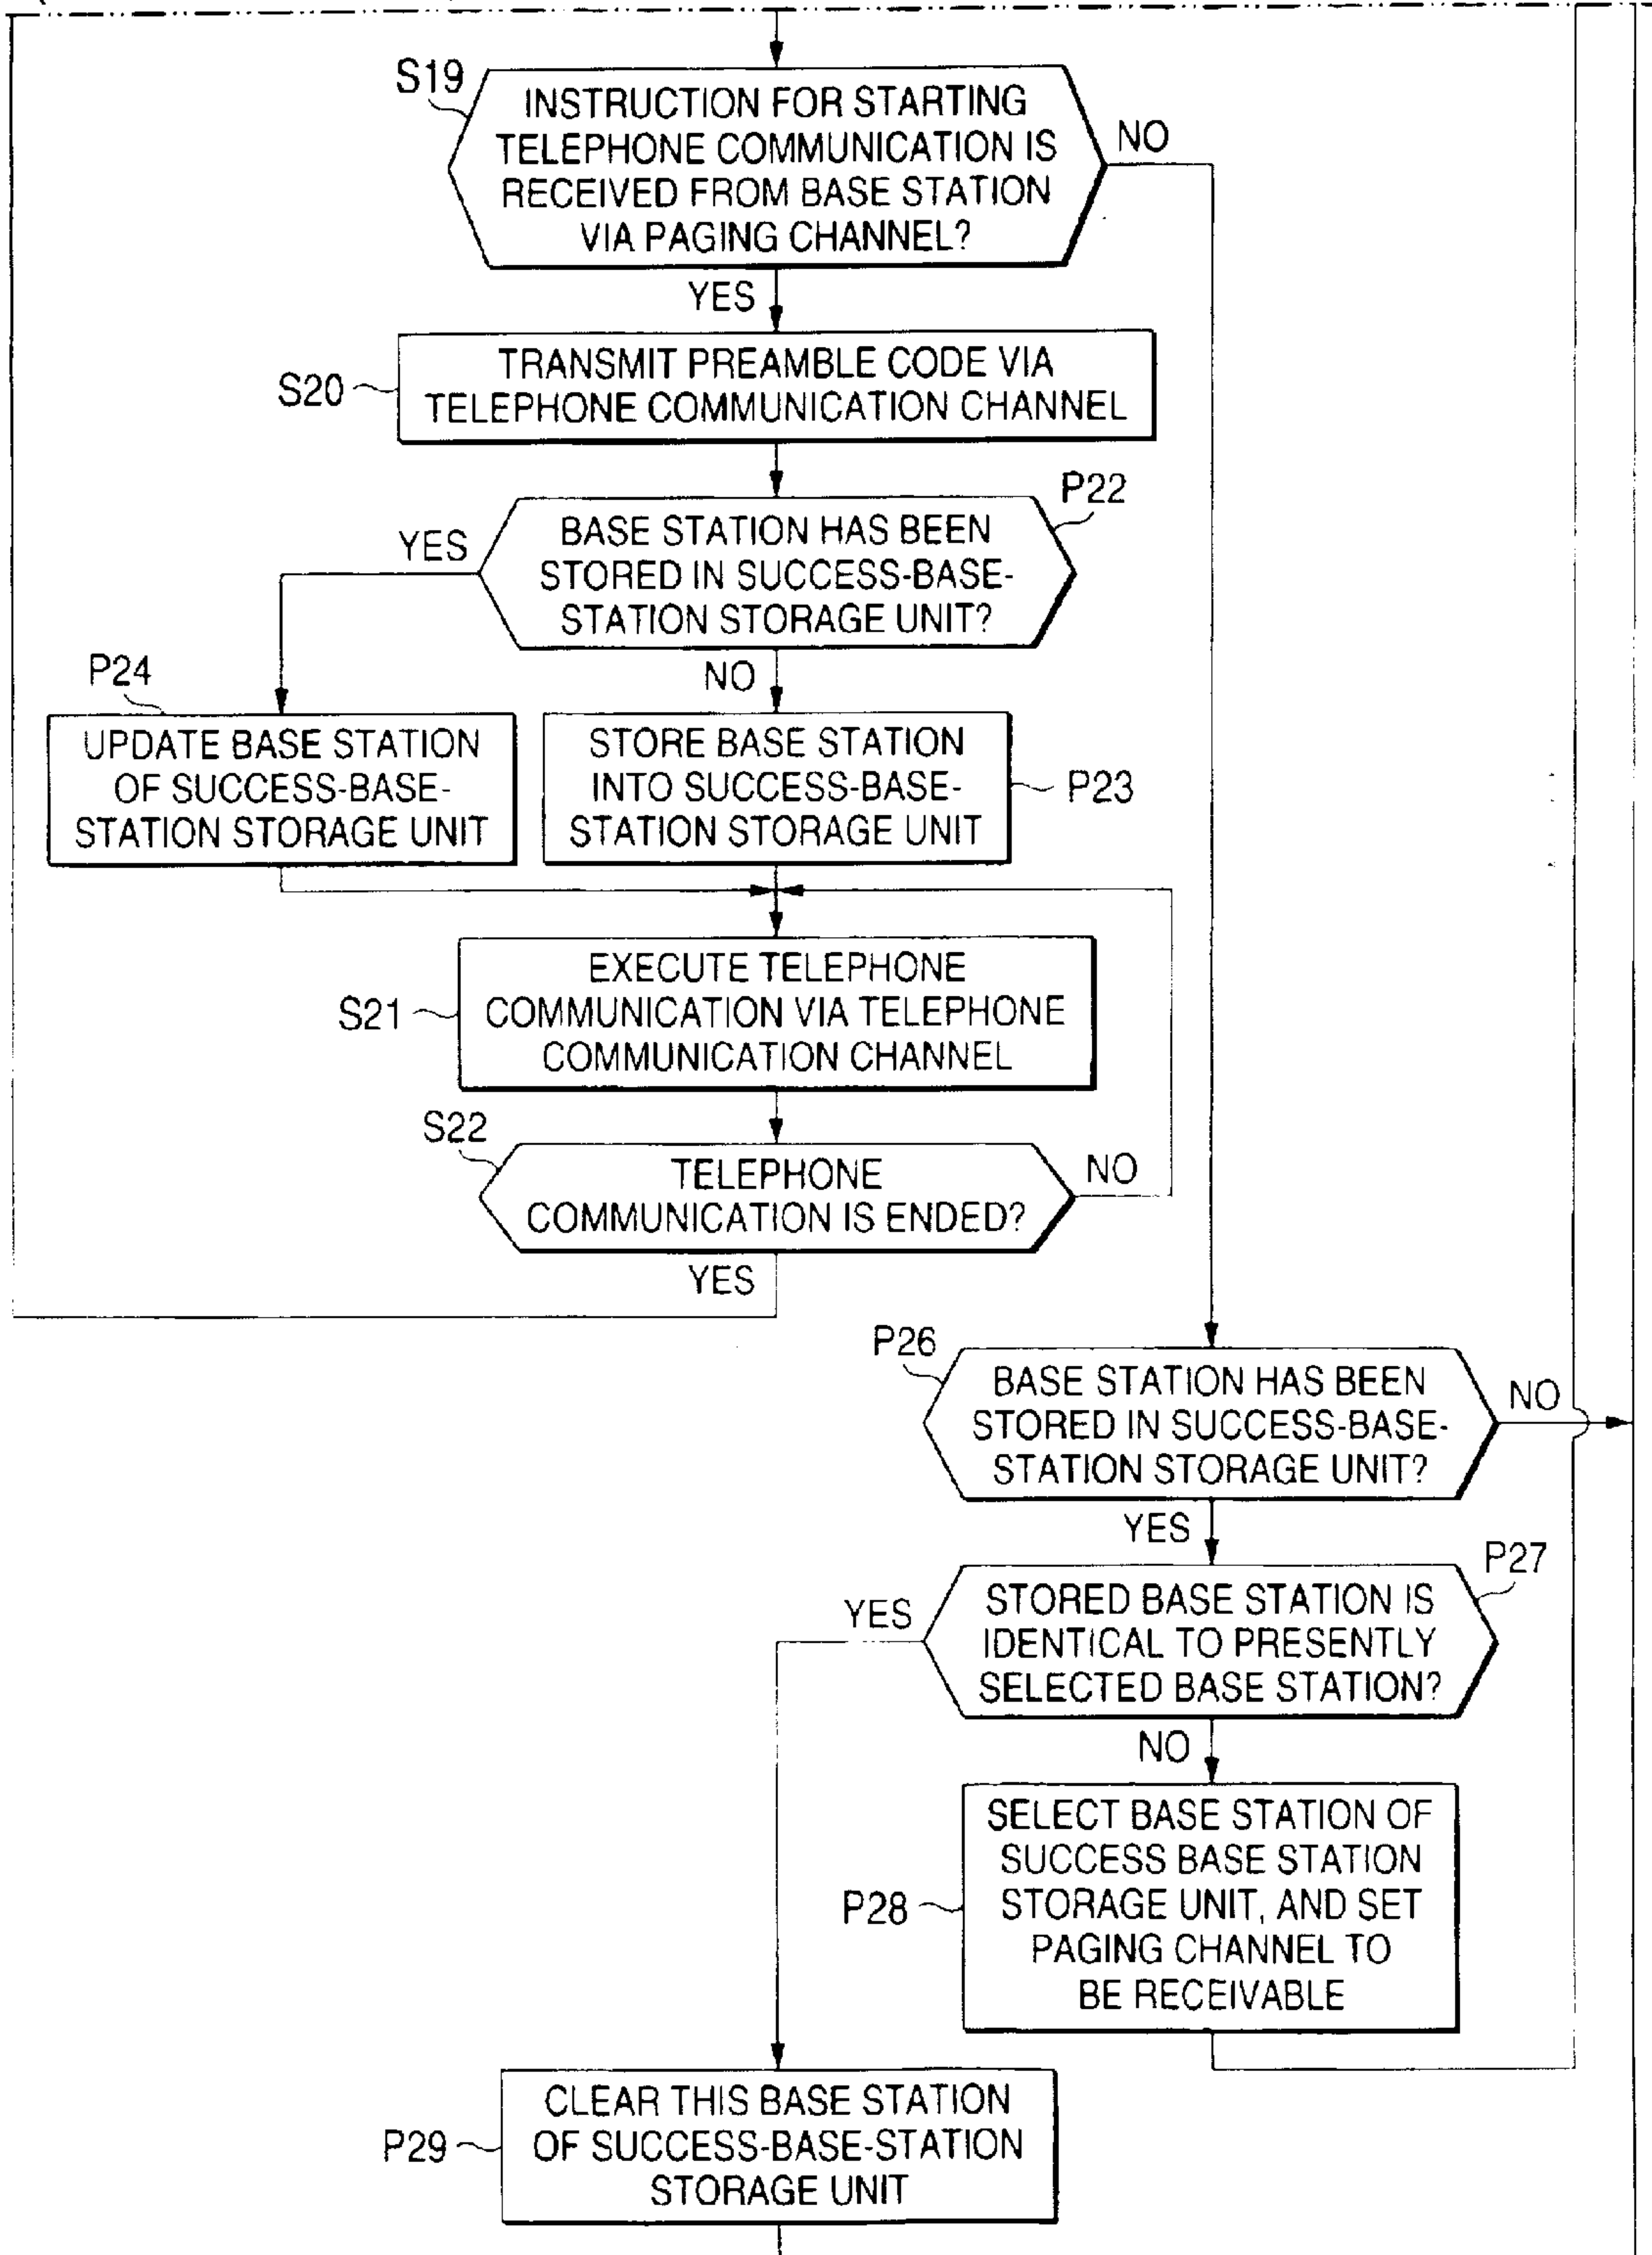 S19
INSTRUCTION FOR STARTING
TELEPHONE COMMUNICATION IS
RECEIVED FROM BASE STATION
VIA PAGING CHANNEL?
NO
YES
S20
TRANSMIT PREAMBLE CODE VIA
TELEPHONE COMMUNICATION CHANNEL
P22
YES
BASE STATION HAS BEEN
STORED IN SUCCESS-BASE-
STATION STORAGE UNIT?
NO
P24
UPDATE BASE STATION
OF SUCCESS-BASE-
STATION STORAGE UNIT
STORE BASE STATION
INTO SUCCESS-BASE-
STATION STORAGE UNIT
P23
S21
EXECUTE TELEPHONE
COMMUNICATION VIA TELEPHONE
COMMUNICATION CHANNEL
S22
TELEPHONE
COMMUNICATION IS ENDED?
NO
YES
P26
BASE STATION HAS BEEN
STORED IN SUCCESS-BASE-
STATION STORAGE UNIT?
NO
YES
P27
YES
STORED BASE STATION IS
IDENTICAL TO PRESENTLY
SELECTED BASE STATION?
NO
P28
SELECT BASE STATION OF
SUCCESS BASE STATION
STORAGE UNIT, AND SET
PAGING CHANNEL TO
BE RECEIVABLE
P29
CLEAR THIS BASE STATION
OF SUCCESS-BASE-STATION
STORAGE UNIT